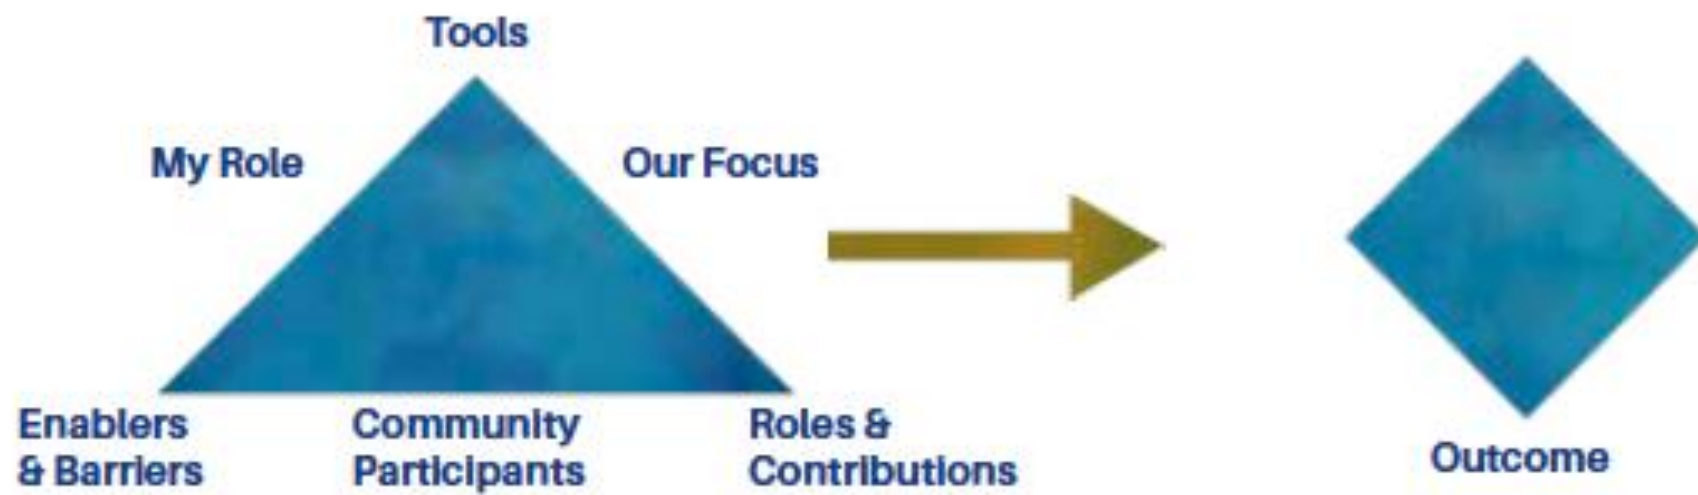 Tools
My Role
Our Focus
Enablers
& Barriers
Community
Participants
Roles &
Contributions
Outcome